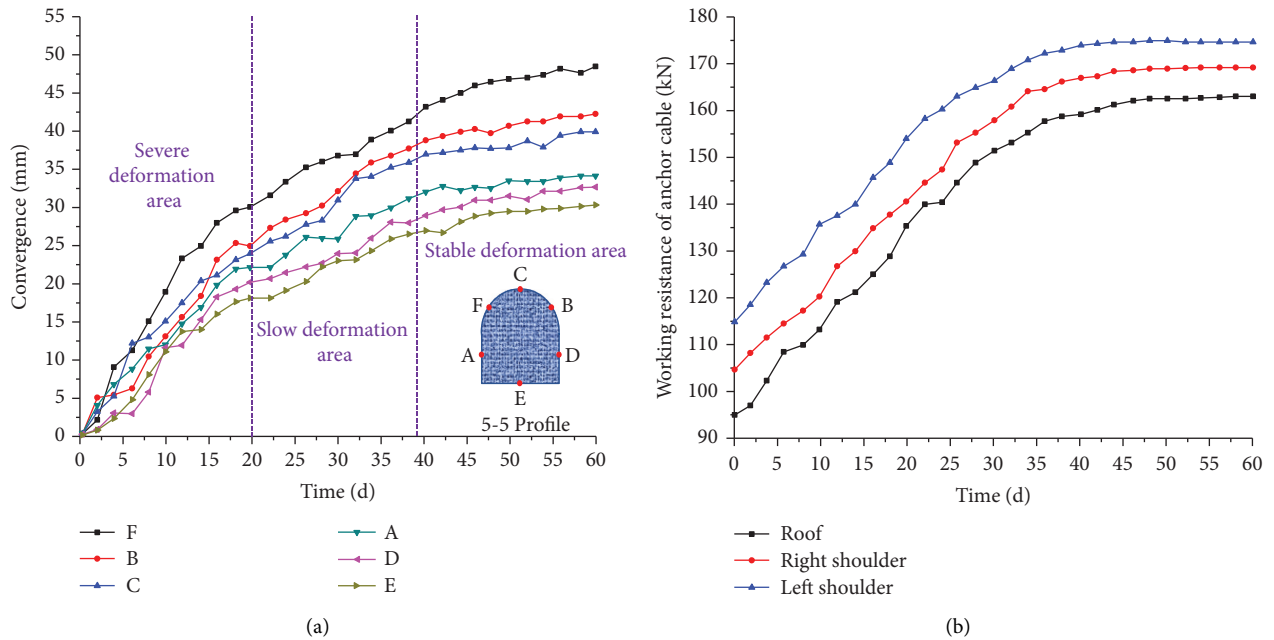 55
50
45
40
35
30
25
20
15
10
5
0
Convergence (mm)
Severe
deformation
area
Slow deformation
area
Stable deformation area
C
F
B
A
D
E
5-5 Profile
0
5
10
15
20
25
30
35
40
45
50
55
60
Time (d)
F
B
C
A
D
E
(a)
180
170
160
150
140
130
120
110
100
90
Working resistance of anchor cable (kN)
0
5
10
15
20
25
30
35
40
45
50
55
60
Time (d)
Roof
Right shoulder
Left shoulder
(b)